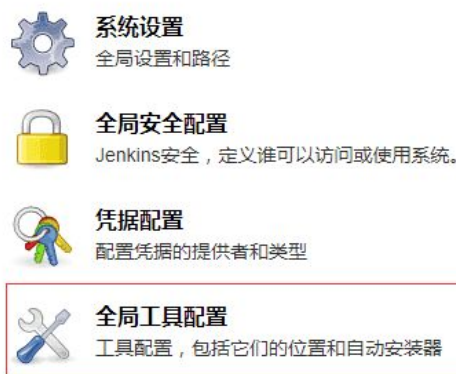 系统设置
全局设置和路径
全局安全配置
Jenkins安全，定义谁可以访问或使用系统。
凭据配置
配置凭据的提供者和类型
全局工具配置
工具配置，包括它们的位置和自动安装器